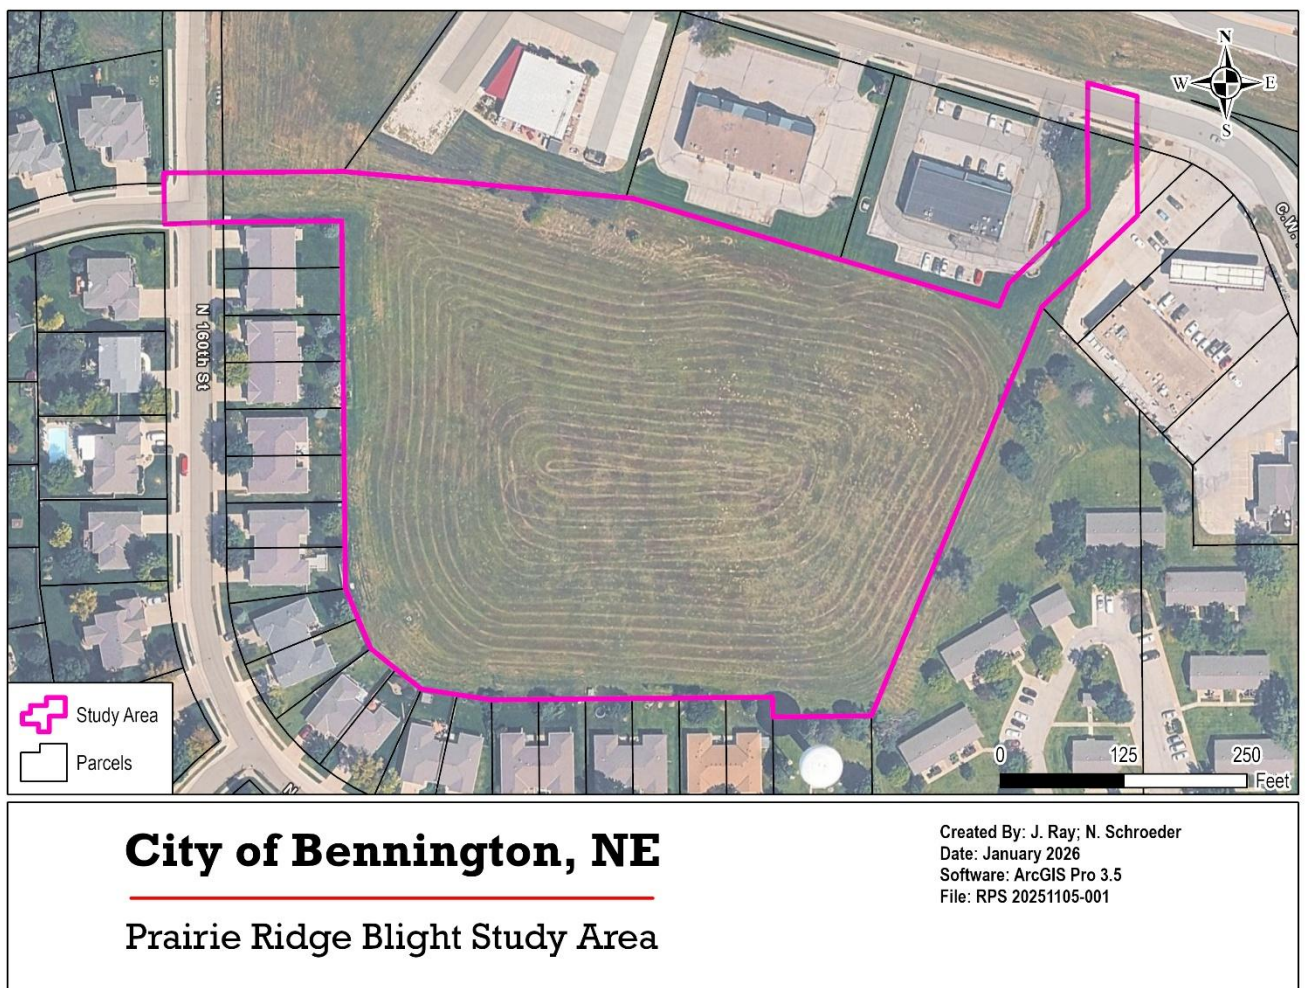 N
W E
S
C.W.
N 160th St
Study Area
Parcels
N
0 125 250
Feet
City of Bennington, NE
Prairie Ridge Blight Study Area
Created By: J. Ray; N. Schroeder
Date: January 2026
Software: ArcGIS Pro 3.5
File: RPS 20251105-001